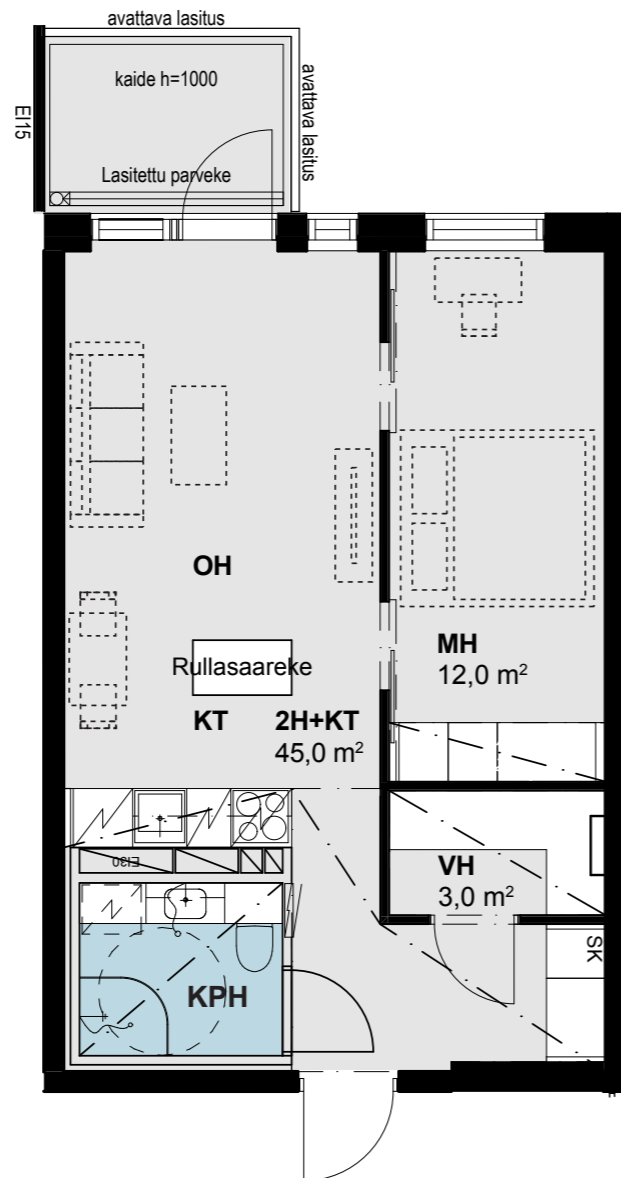 avattava lasitus
kaide h=1000
avattava lasitus
EI15
Lasitettu parveke
OH
Rullasaareke
MH
12,0 m²
KT
2H+KT
45,0 m²
EI30
VH
3,0 m²
SK
KPH